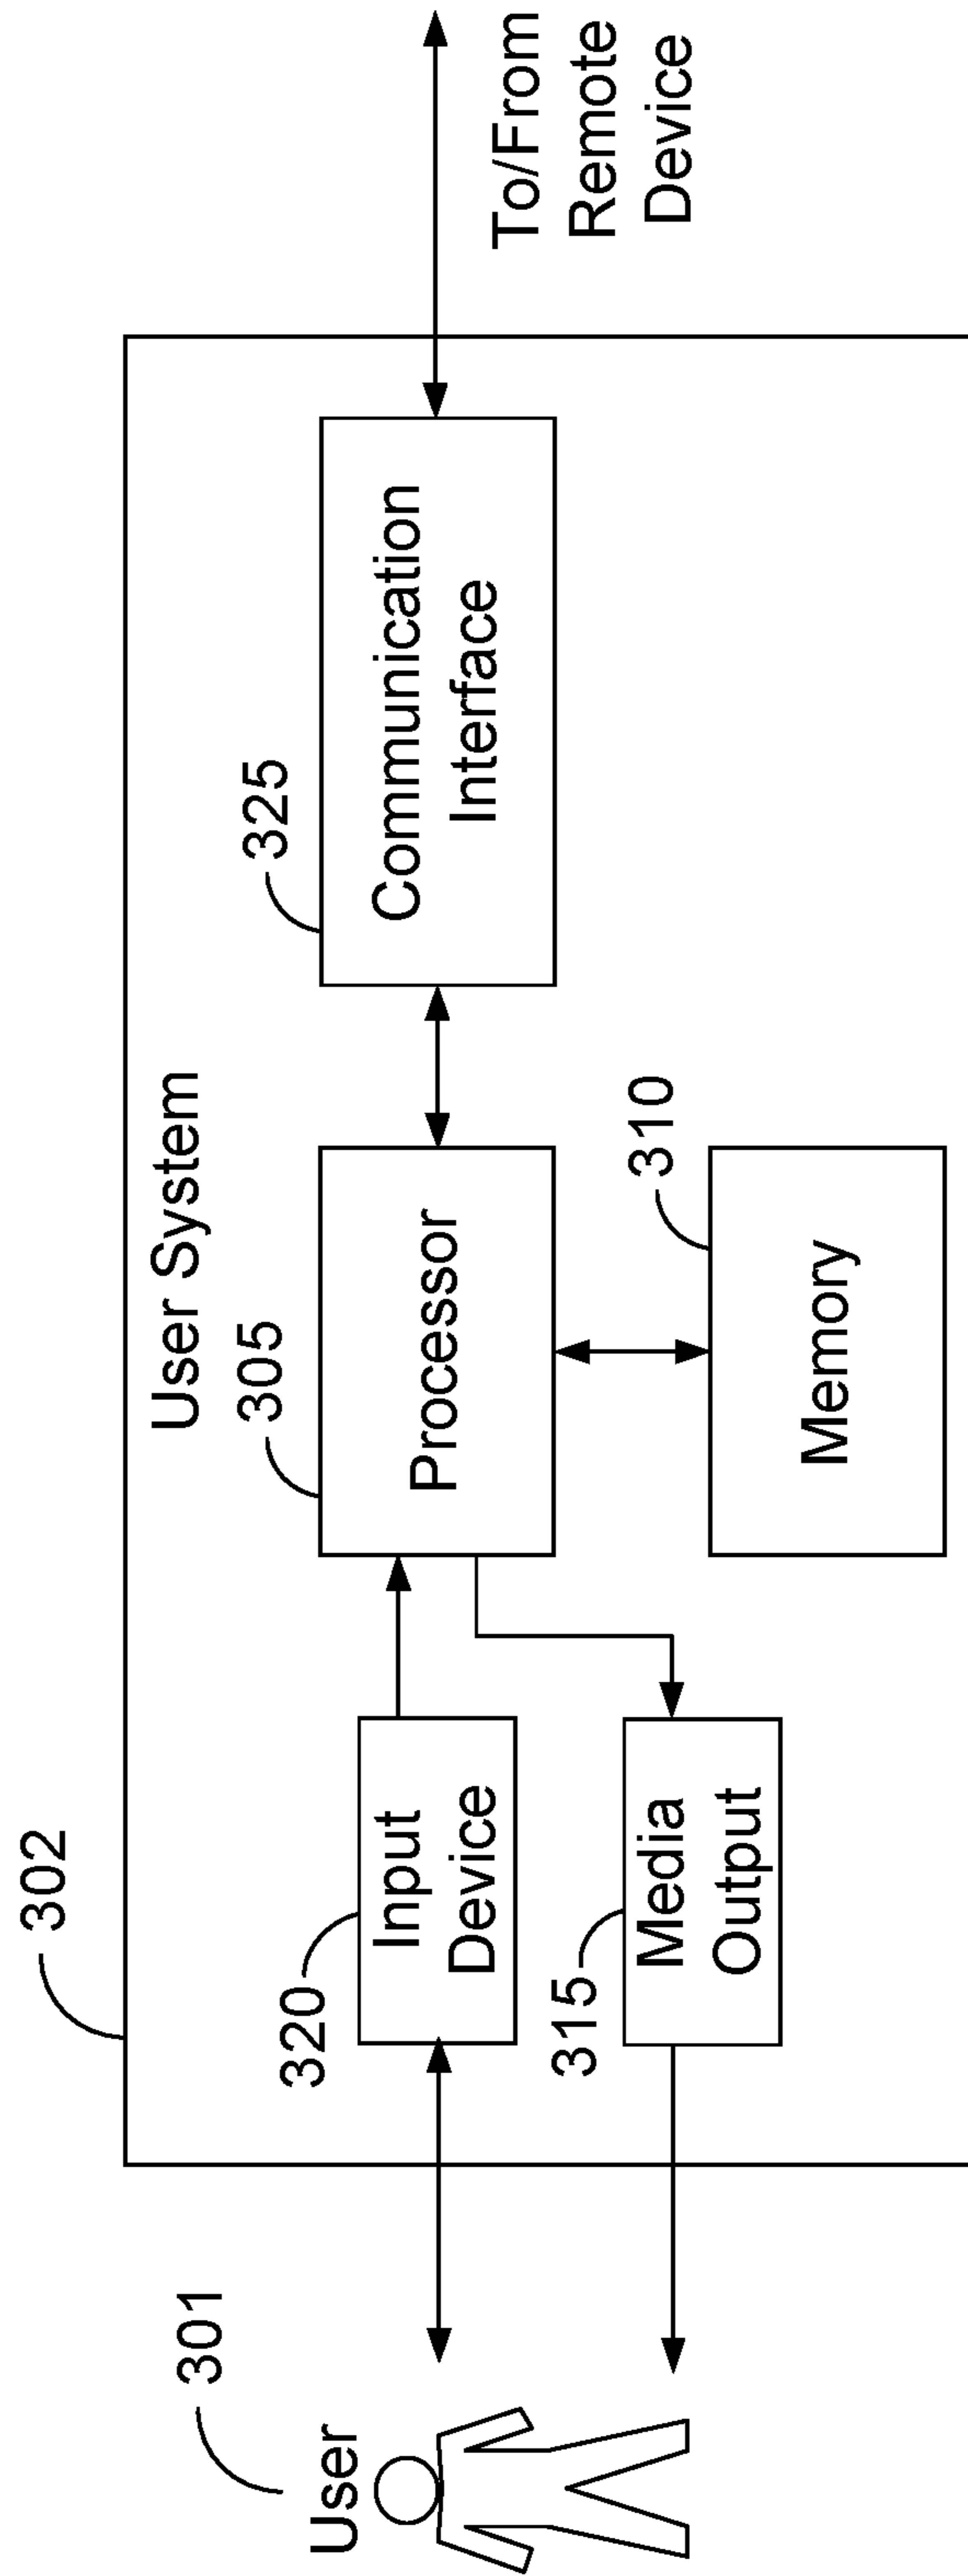 302
User System
301
User
320
Input
Device
315
Media
Output
305
Processor
310
Memory
325
Communication
Interface
To/From
Remote
Device